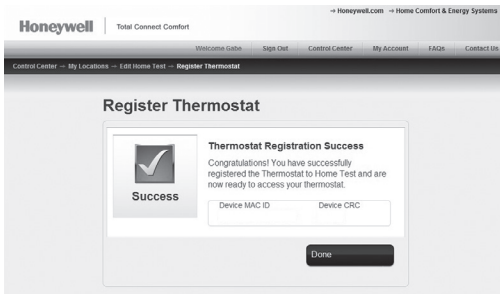 → Honeywell.com → Home Comfort & Energy Systems
Honeywell Total Connect Comfort
Welcome Gabe Sign Out Control Center My Account FAQs Contact Us
Control Center → My Locations → Edit Home Test → Register Thermostat
Register Thermostat
Thermostat Registration Success
Congratulations! You have successfully
registered the Thermostat to Home Test and are
now ready to access your thermostat.
Success
Device MAC ID Device CRC
Done